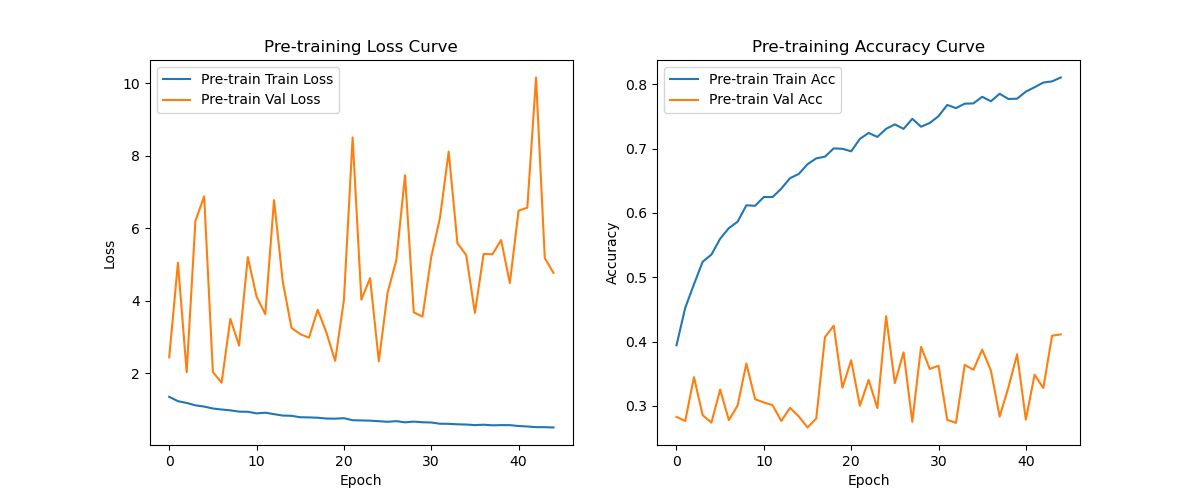 Pre-training Loss Curve
Pre-train Train Loss
Pre-train Val Loss
10
8
6
4
2
Loss
0
10
20
30
40
Epoch
Pre-training Accuracy Curve
Pre-train Train Acc
Pre-train Val Acc
0.8
0.7
0.6
0.5
0.4
0.3
Accuracy
0
10
20
30
40
Epoch